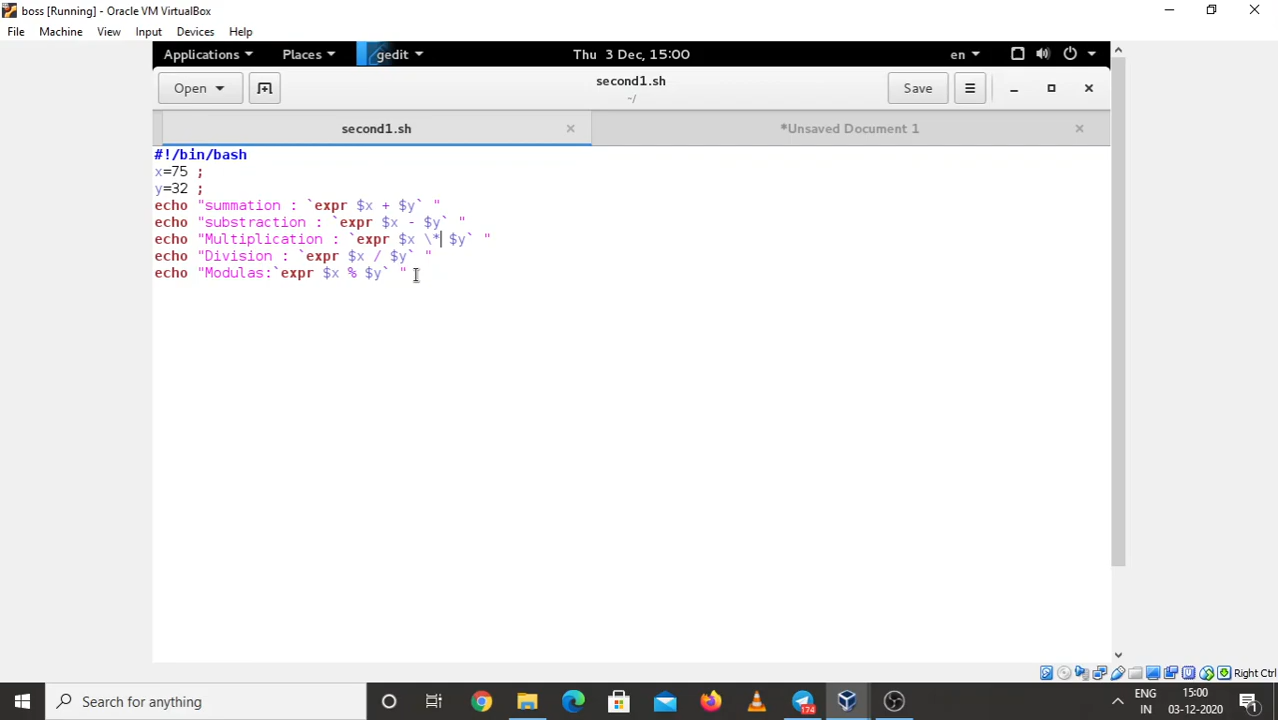 boss [Running] - Oracle VM VirtualBox
File Machine View Input Devices Help
Applications Places gedit Thu 3 Dec, 15:00 en
Open second1.sh Save
~/
second1.sh *Unsaved Document 1
#!/bin/bash
x=75 ;
y=32 ;
echo "summation : `expr $x + $y` "
echo "substraction : `expr $x - $y` "
echo "Multiplication : `expr $x \* $y` "
echo "Division : `expr $x / $y` "
echo "Modulas:`expr $x % $y` "
Right Ctrl
Search for anything 174 ENG 15:00
IN 03-12-2020 1